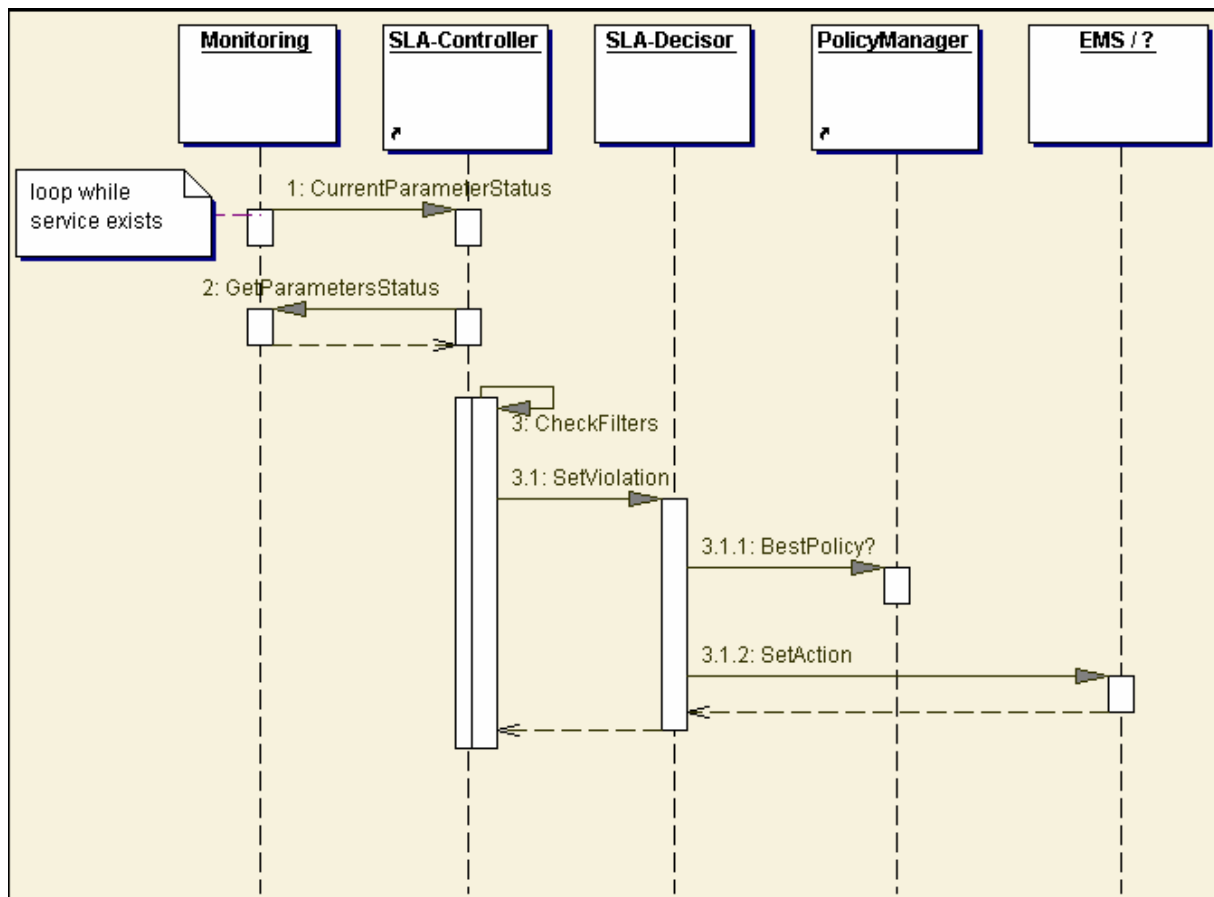 Monitoring
SLA-Controller
SLA-Decisor
PolicyManager
EMS / ?
loop while
service exists
1: CurrentParameterStatus
2: GetParametersStatus
3: CheckFilters
3.1: SetViolation
3.1.1: BestPolicy?
3.1.2: SetAction